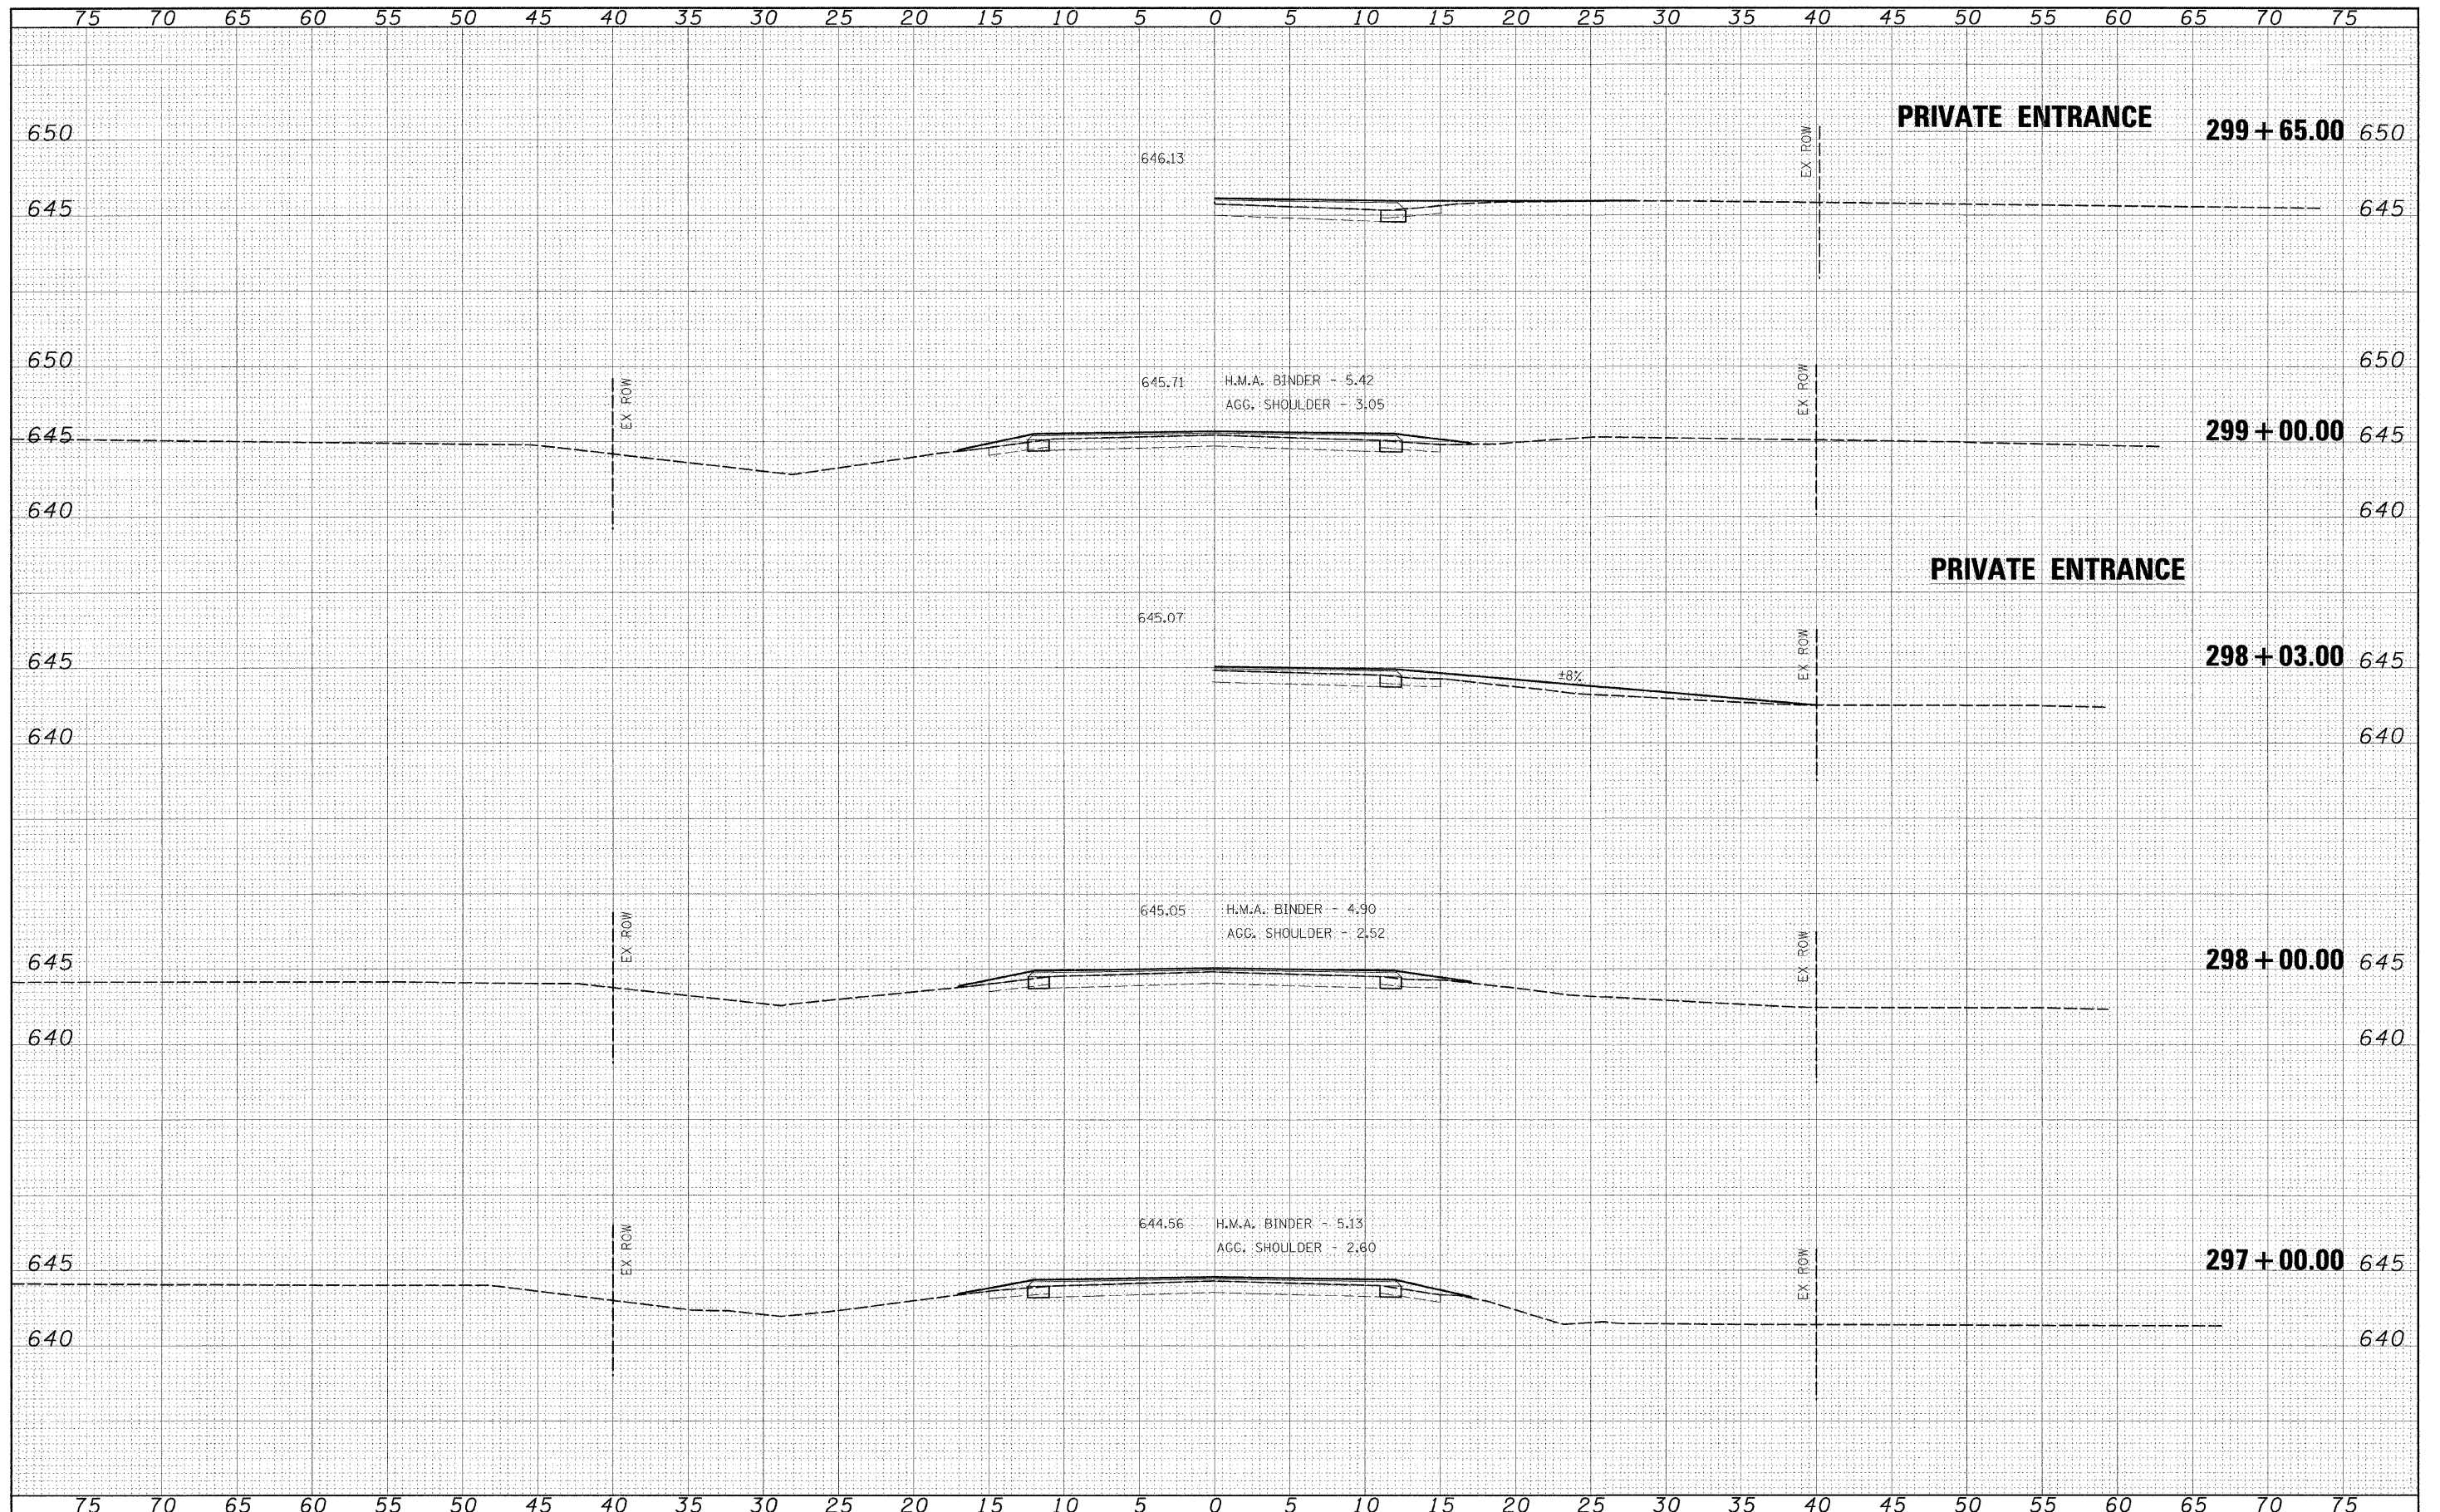 75 70 65 60 55 50 45 40 35 30 25 20 15 10 5 0 5 10 15 20 25 30 35 40 45 50 55 60 65 70 75
PRIVATE ENTRANCE
650 299+65.00 650
646.13
EX ROW
645 645
650 650
645.71 H.M.A. BINDER - 5.42
AGG. SHOULDER - 3.05
EX ROW EX ROW
645 299+00.00 645
640 640
PRIVATE ENTRANCE
645.07
EX ROW
645 298+03.00 645
±8%
640 640
645.05 H.M.A. BINDER - 4.90
AGG. SHOULDER - 2.52
EX ROW EX ROW
645 298+00.00 645
640 640
644.56 H.M.A. BINDER - 5.13
AGG. SHOULDER - 2.60
EX ROW EX ROW
645 297+00.00 645
640 640
75 70 65 60 55 50 45 40 35 30 25 20 15 10 5 0 5 10 15 20 25 30 35 40 45 50 55 60 65 70 75